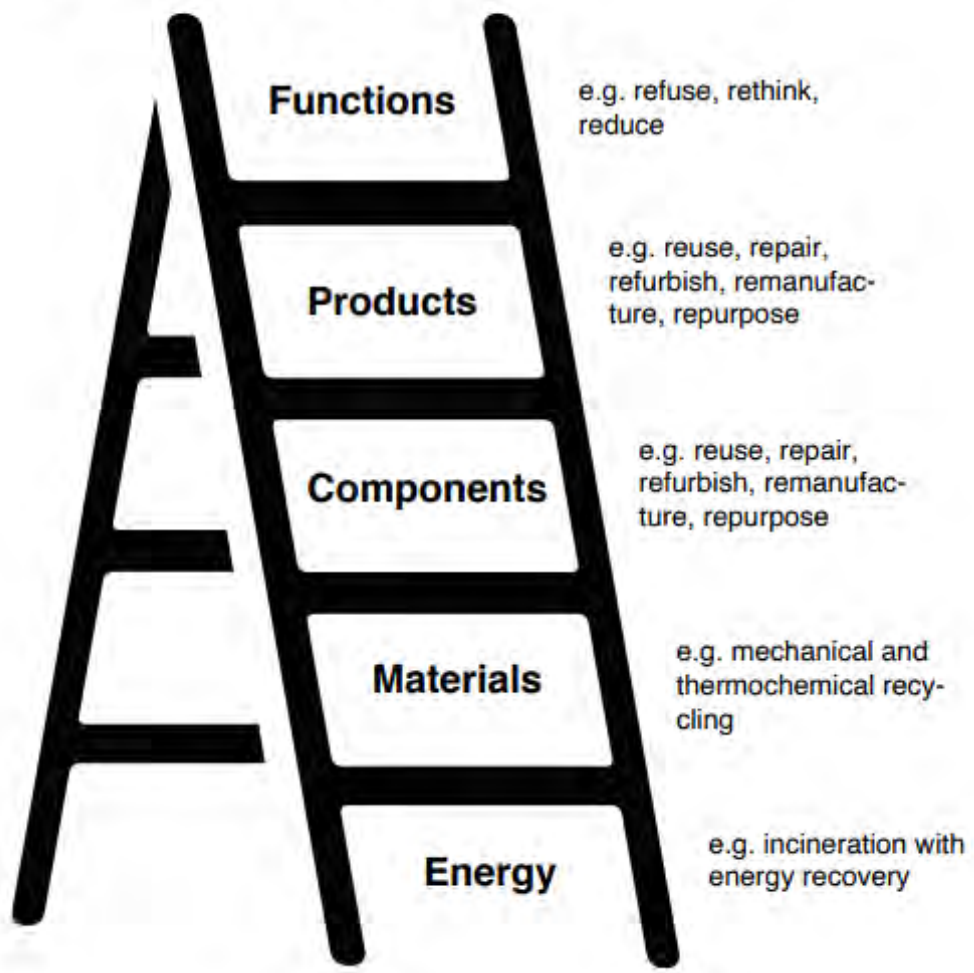 Functions
e.g. refuse, rethink,
reduce
Products
e.g. reuse, repair,
refurbish, remanufac-
ture, repurpose
Components
e.g. reuse, repair,
refurbish, remanufac-
ture, repurpose
Materials
e.g. mechanical and
thermochemical recy-
cling
Energy
e.g. incineration with
energy recovery